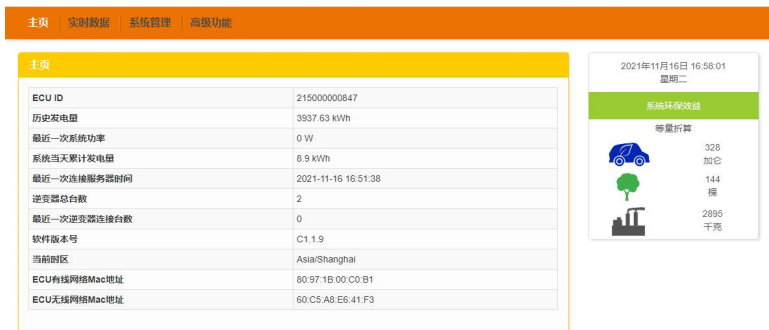 主页 实时数据 系统管理 高级功能
主页
ECU ID 215000000847
历史发电量 3937.63 kWh
最近一次系统功率 0 W
系统当天累计发电量 8.9 kWh
最近一次连接服务器时间 2021-11-16 16:51:38
逆变器总台数 2
最近一次逆变器连接台数 0
软件版本号 C1.1.9
当前时区 Asia/Shanghai
ECU有线网络Mac地址 80:97:1B:00:C0:B1
ECU无线网络Mac地址 60:C5:A8:E6:41:F3
2021年11月16日 16:58:01
星期二
系统环保效益
等量折算
328
加仑
144
棵
2895
千克